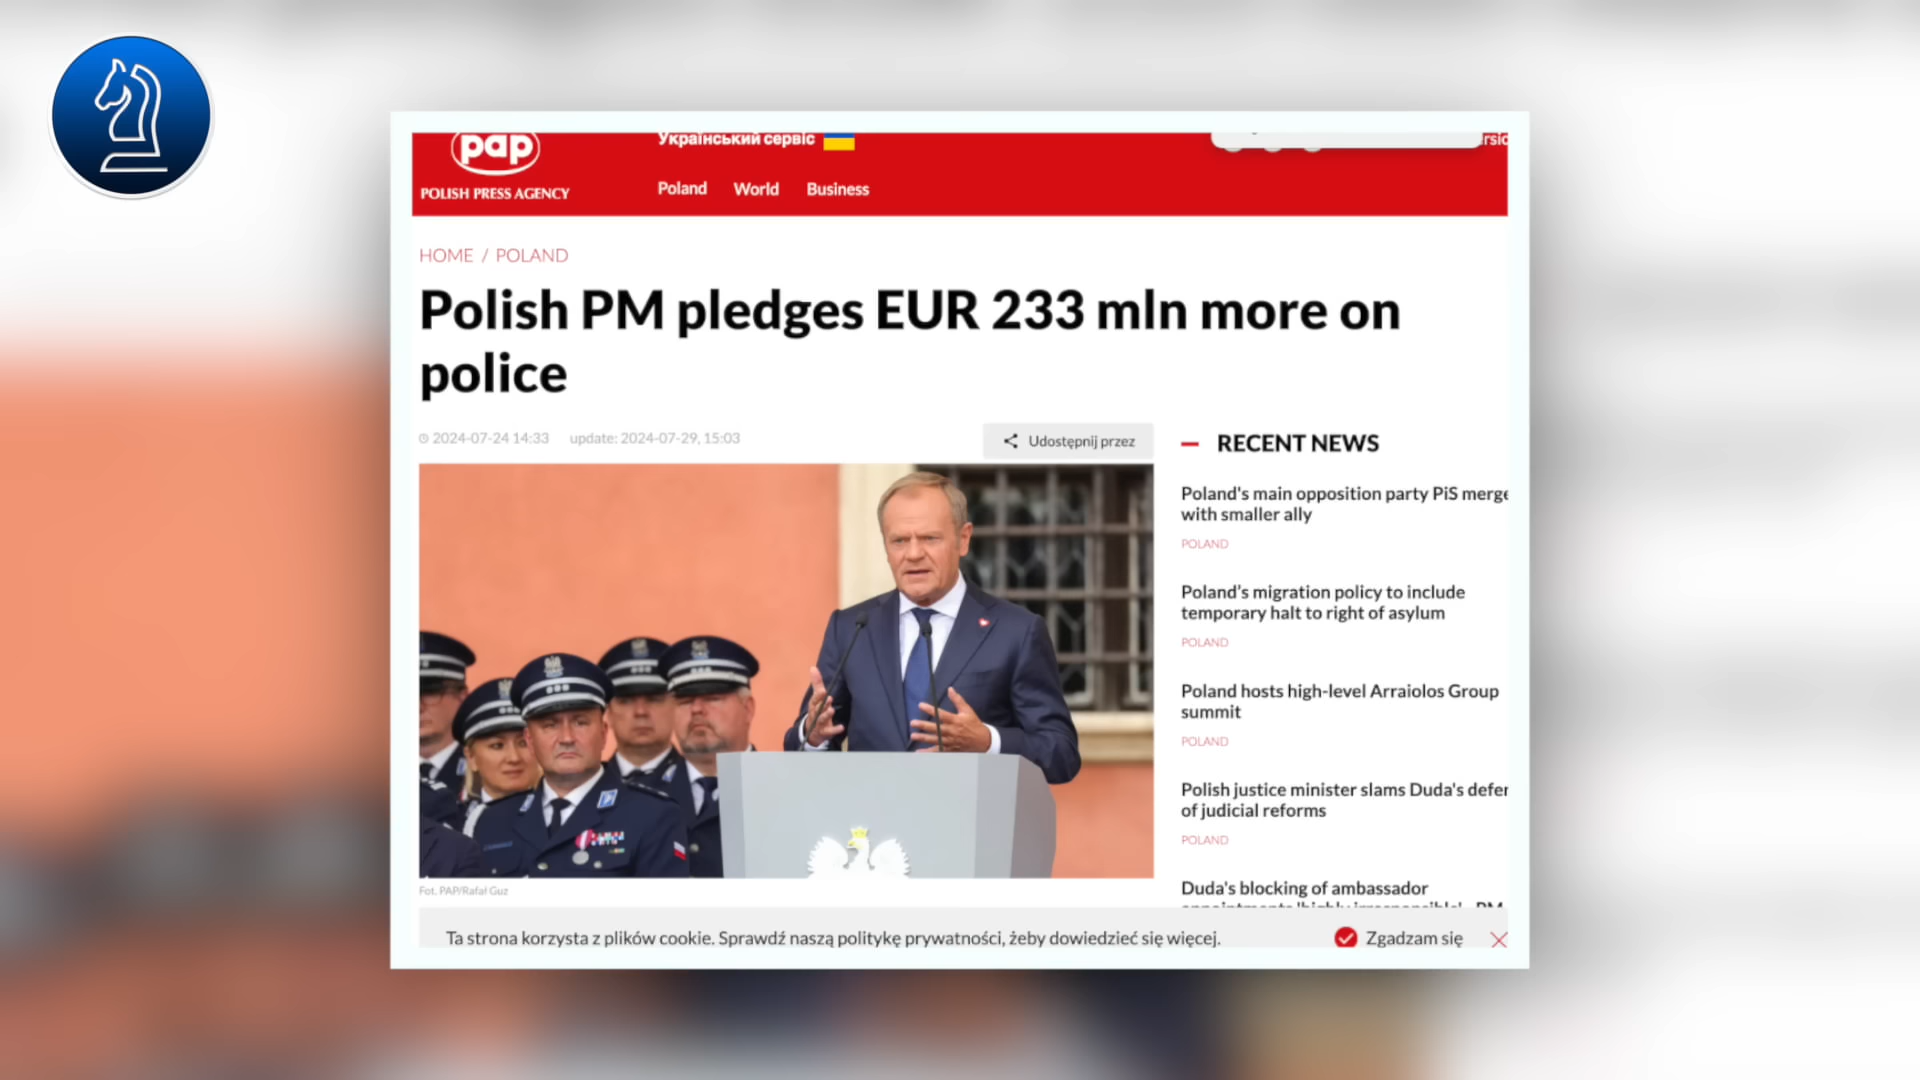 pap
POLISH PRESS AGENCY
Український сервіс
Poland World Business
HOME / POLAND
Polish PM pledges EUR 233 mln more on
police
2024-07-24 14:33 update: 2024-07-29, 15:03
Udostępnij przez
Fot. PAP/Rafał Guz
RECENT NEWS
Poland's main opposition party PiS merge
with smaller ally
POLAND
Poland's migration policy to include
temporary halt to right of asylum
POLAND
Poland hosts high-level Arraiolos Group
summit
POLAND
Polish justice minister slams Duda's defen
of judicial reforms
POLAND
Duda's blocking of ambassador
Ta strona korzysta z plików cookie. Sprawdź naszą politykę prywatności, żeby dowiedzieć się więcej.
Zgadzam się